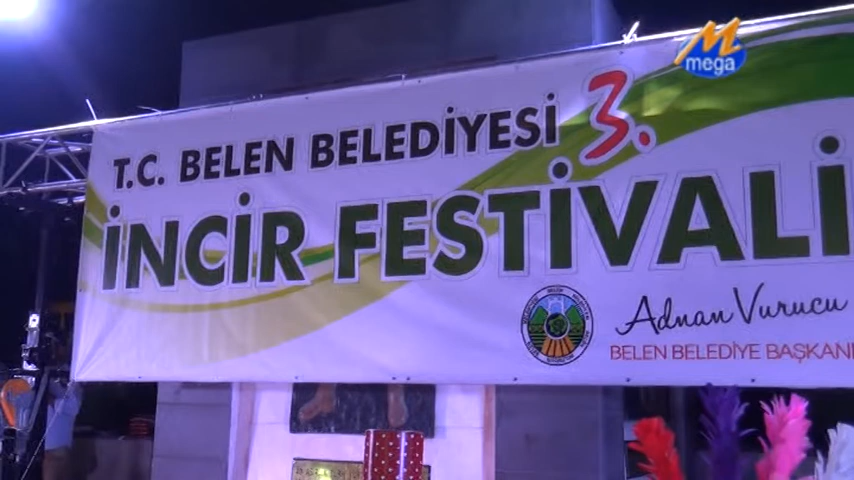 M
mega
T.C. BELEN BELEDİYESİ 3.
İNCİR FESTİVALİ
Adnan Vurucu
BELEN BELEDİYE BAŞKANI